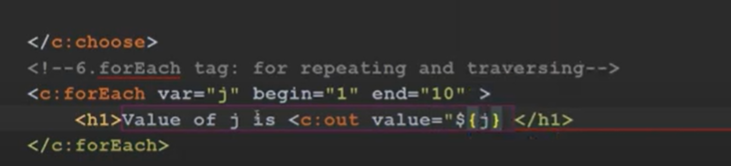 </c:choose>
<!--6.forEach tag: for repeating and traversing-->
<c:forEach var="j" begin="1" end="10" >
<h1>Value of j is <c:out value="${j} </h1>
</c:forEach>